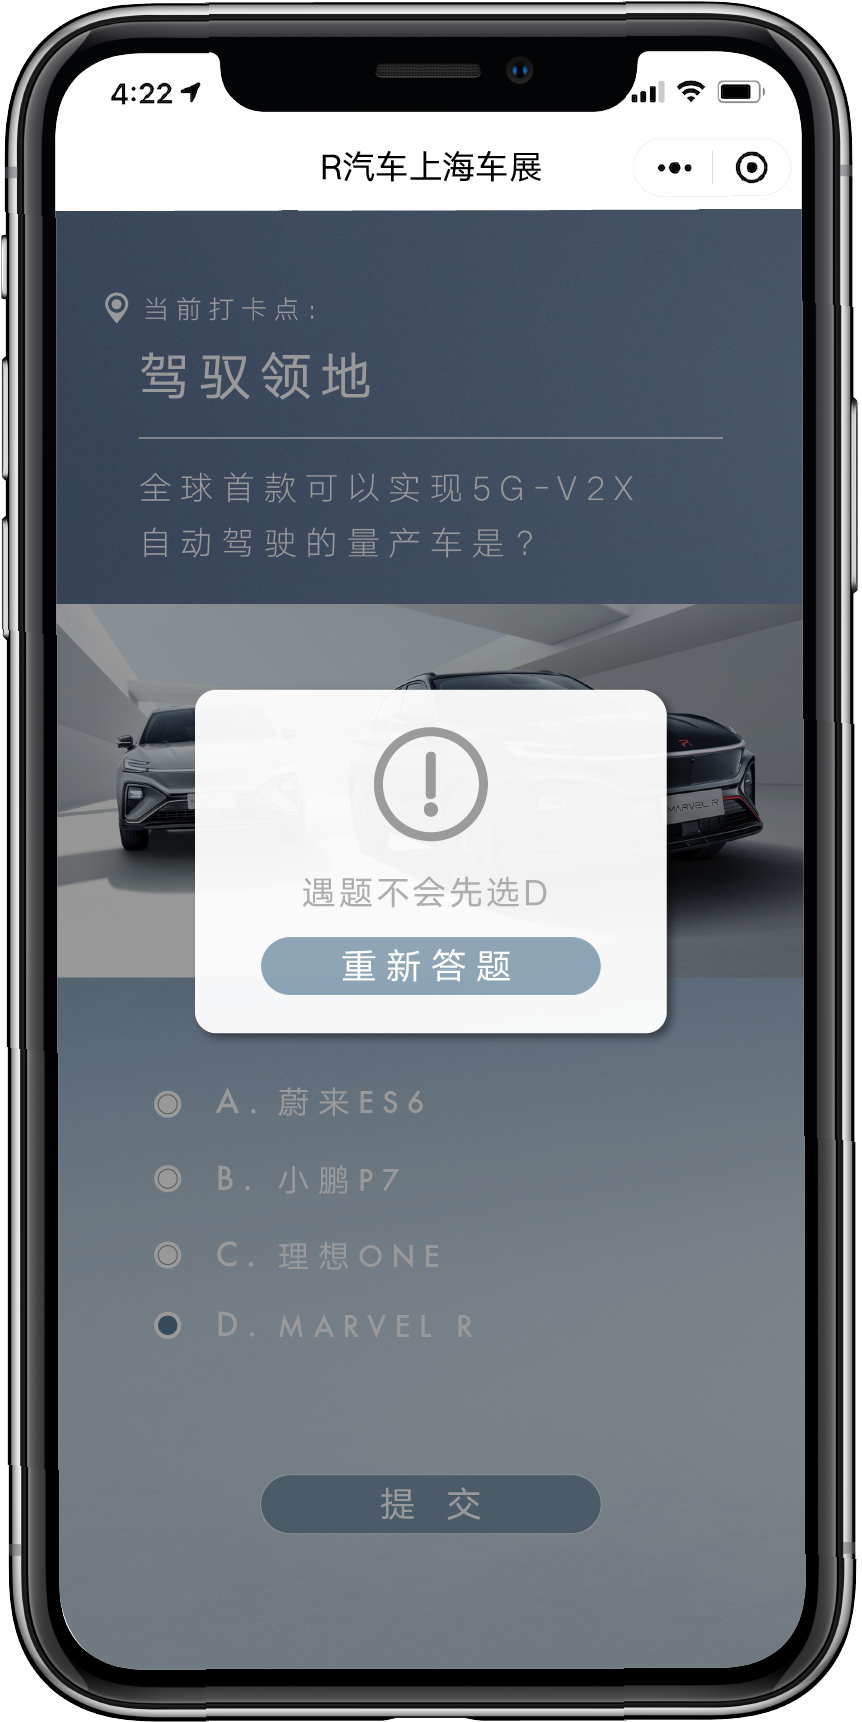 4:22
R汽车上海车展
当前打卡点:
驾驭领地
全球首款可以实现5G-V2X
自动驾驶的量产车是?
MARVEL R
遇题不会先选D
重新答题
A. 蔚来ES6
B. 小鹏P7
C. 理想ONE
D. MARVEL R
提 交